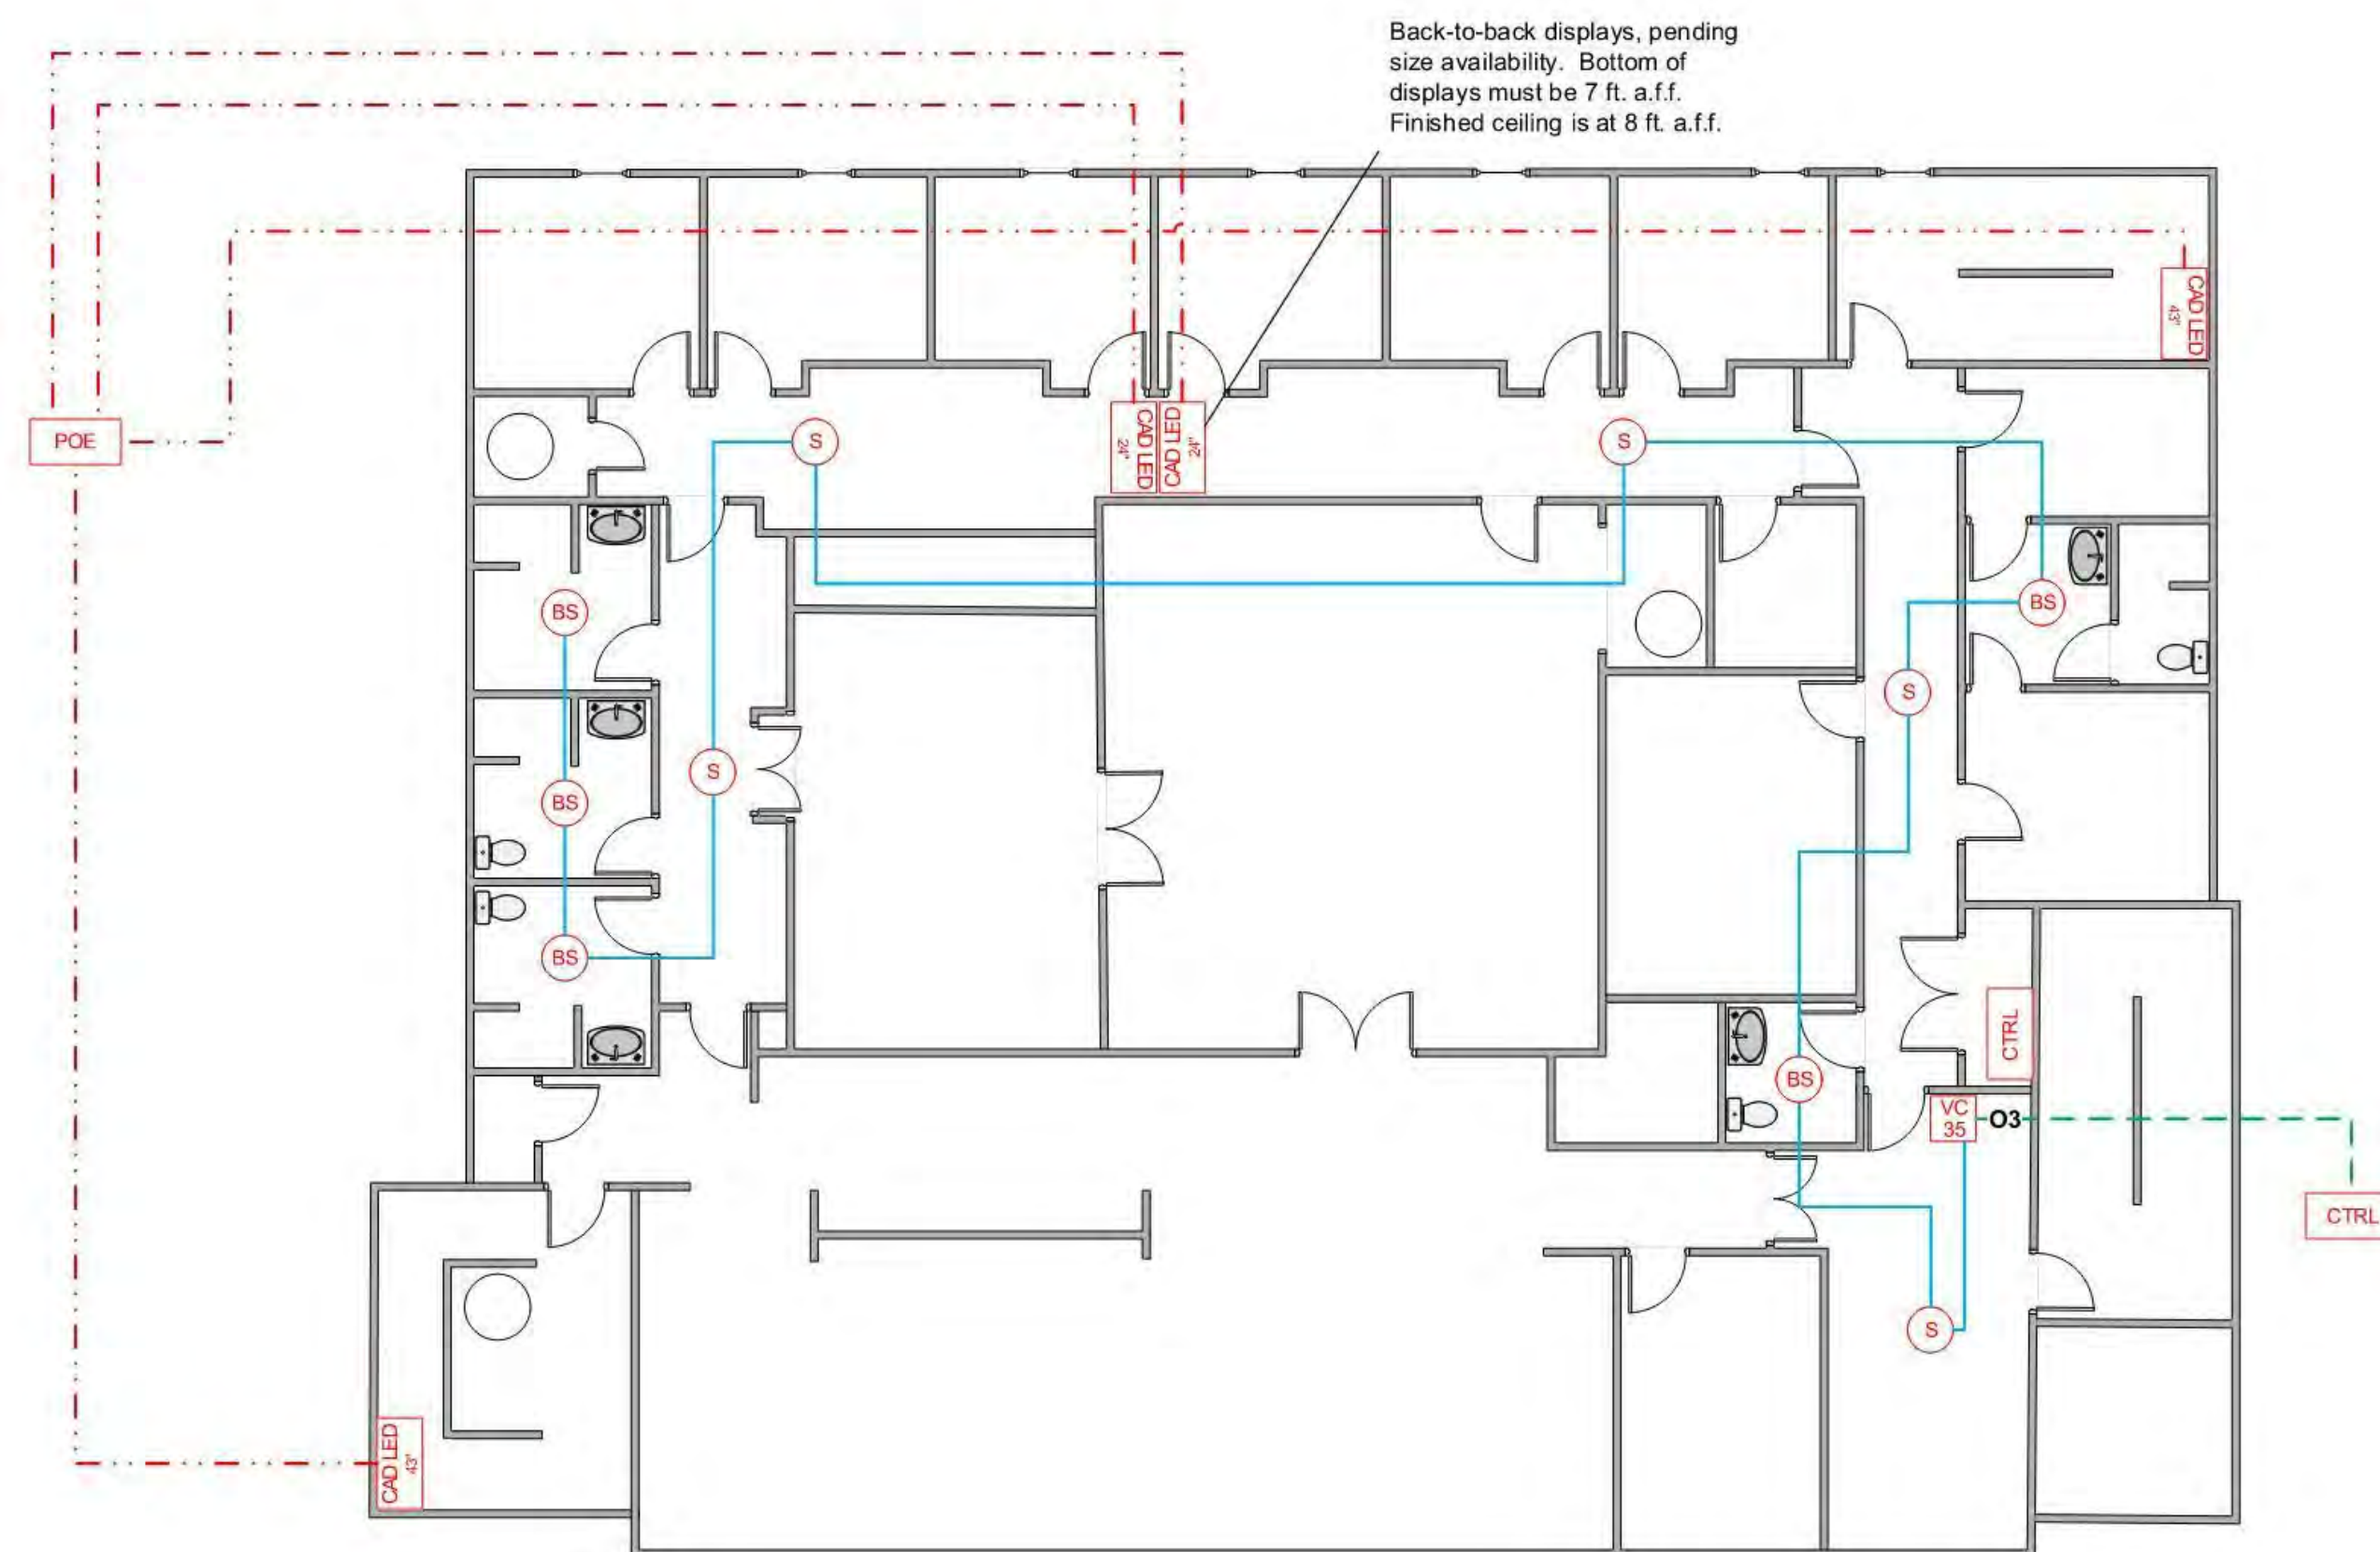 Back-to-back displays, pending
size availability.  Bottom of
displays must be 7 ft. a.f.f.
Finished ceiling is at 8 ft. a.f.f.
CAD LED
43"
POE
S
CAD LED
24"
CAD LED
24"
S
BS
BS
S
S
BS
BS
CTRL
BS
VC
35
O3
CTRL
S
CAD LED
43"